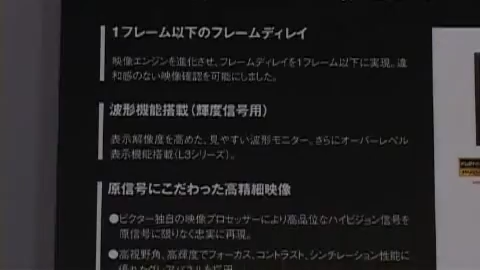 1フレーム以下のフレームディレイ
映像エンジンを進化させ、フレームディレイを1フレーム以下に実現。違
和感のない映像確認を可能にしました。
波形機能搭載(輝度信号用)
表示解像度を高めた、見やすい波形モニター。さらにオーバーレベル
表示機能搭載(L3シリーズ)。
原信号にこだわった高精細映像
●ビクター独自の映像プロセッサーにより高品位なハイビジョン信号を
原信号に限りなく忠実に再現。
●高視野角、高輝度でフォーカス、コントラスト、シンチレーション性能に